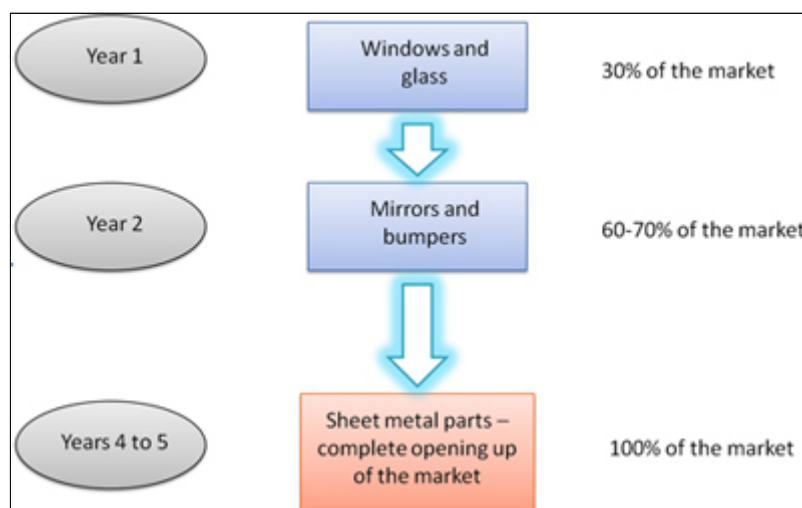 Year 1
Windows and
glass
30% of the market
Year 2
Mirrors and
bumpers
60-70% of the market
Years 4 to 5
Sheet metal parts –
complete opening up
of the market
100% of the market